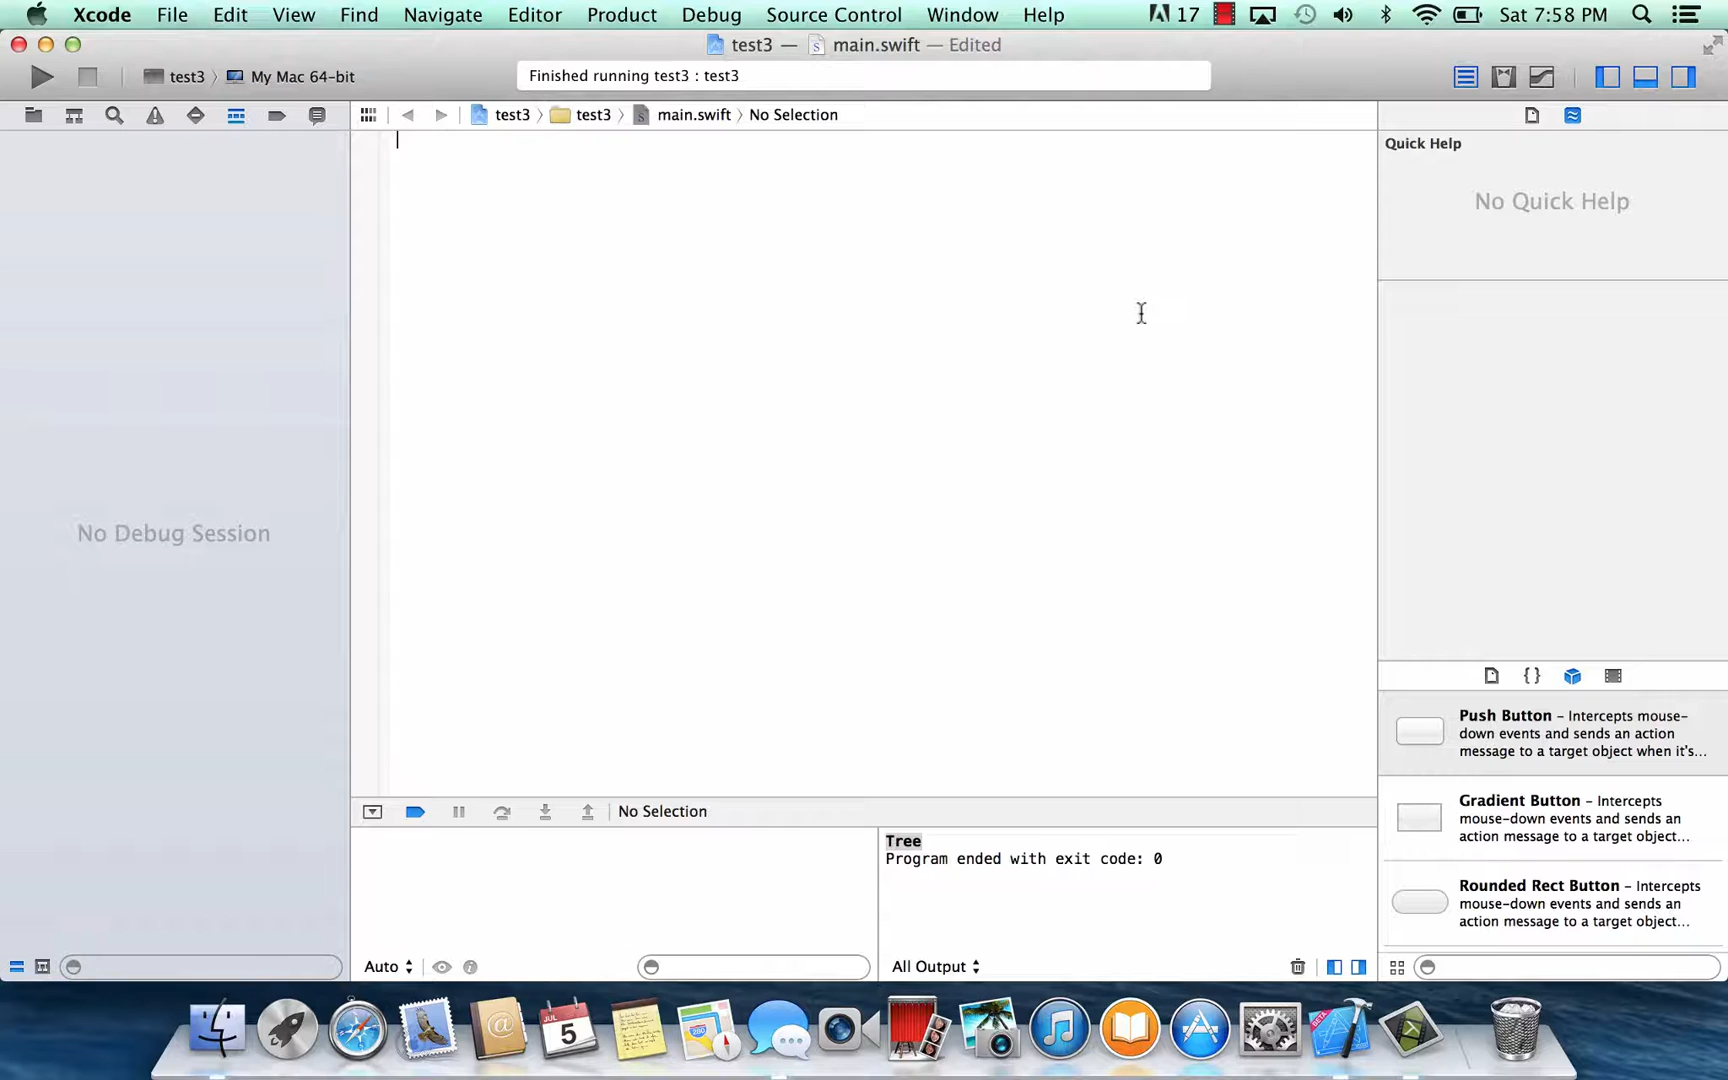 Xcode File Edit View Find Navigate Editor Product Debug Source Control Window Help 17 Sat 7:58 PM
test3 — main.swift — Edited
test3 My Mac 64-bit Finished running test3 : test3
test3 test3 main.swift No Selection
Quick Help
No Quick Help
No Debug Session
Push Button - Intercepts mouse-
down events and sends an action
message to a target object when it's...
Gradient Button - Intercepts
mouse-down events and sends an
action message to a target object...
Rounded Rect Button - Intercepts
mouse-down events and sends an
action message to a target object...
No Selection
Tree
Program ended with exit code: 0
Auto All Output
JUL
5
280
BETA